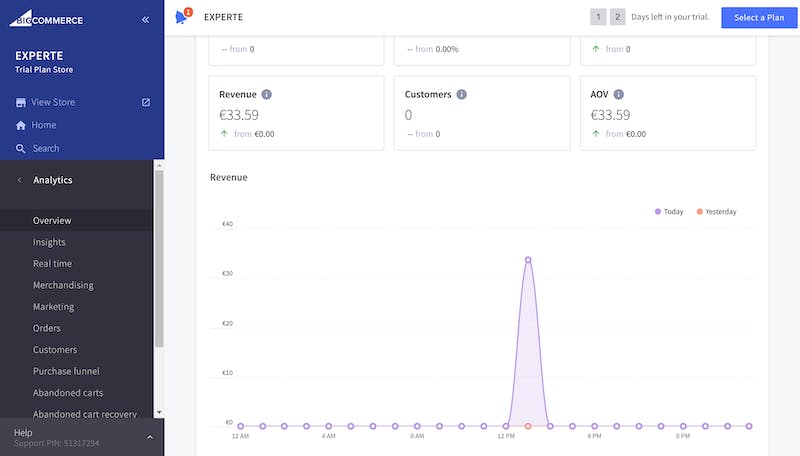 BIGCOMMERCE
«
1
EXPERTE
1 2 Days left in your trial.
Select a Plan
EXPERTE
Trial Plan Store
View Store
Home
Search
Analytics
Overview
Insights
Real time
Merchandising
Marketing
Orders
Customers
Purchase funnel
Abandoned carts
Abandoned cart recovery
Help
Support PIN: 51317294
-- from 0
-- from 0.00%
from 0
Revenue
€33.59
from €0.00
Customers
0
-- from 0
AOV
€33.59
from €0.00
Revenue
Today Yesterday
€40
€30
€20
€10
€0
12 AM 4 AM 8 AM 12 PM 4 PM 8 PM